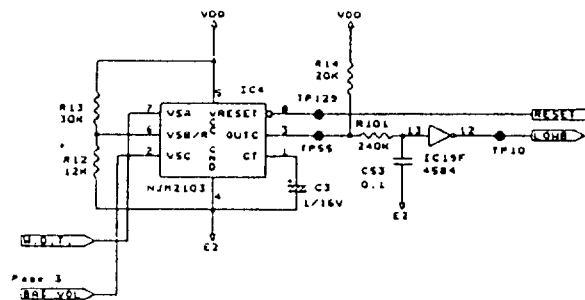 VDD
VDD
IC4
R14
20K
TP129
R13
30K
5
7
VSA
VCC
RESET
8
RESET
6
VSB/R
OUTC
3
R101
13
12
LOWB
*
R12
12K
2
VSC
GND
CT
1
TP55
240K
IC19F
TP10
NJM2103
4
C3
1/16V
C53
0.1
4584
E2
E2
W.D.T.
Page 3
BAT VOL